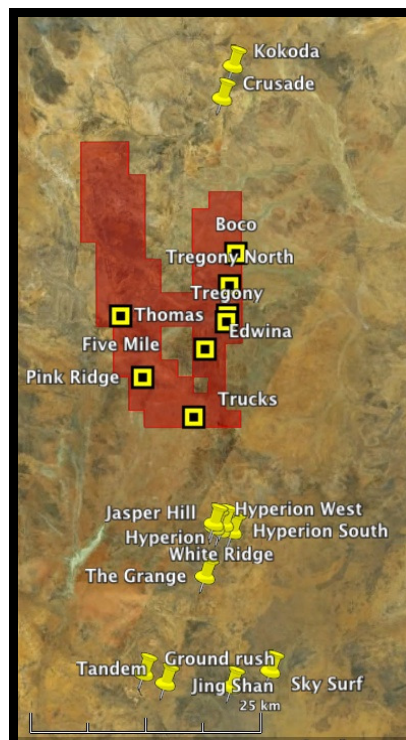 Kokoda
Crusade
Boco
Tregony North
Tregony
Thomas
Edwina
Five Mile
Pink Ridge
Trucks
Jasper Hill
Hyperion West
Hyperion
Hyperion South
White Ridge
The Grange
Ground rush
Tandem
Jing Shan
Sky Surf
25 km